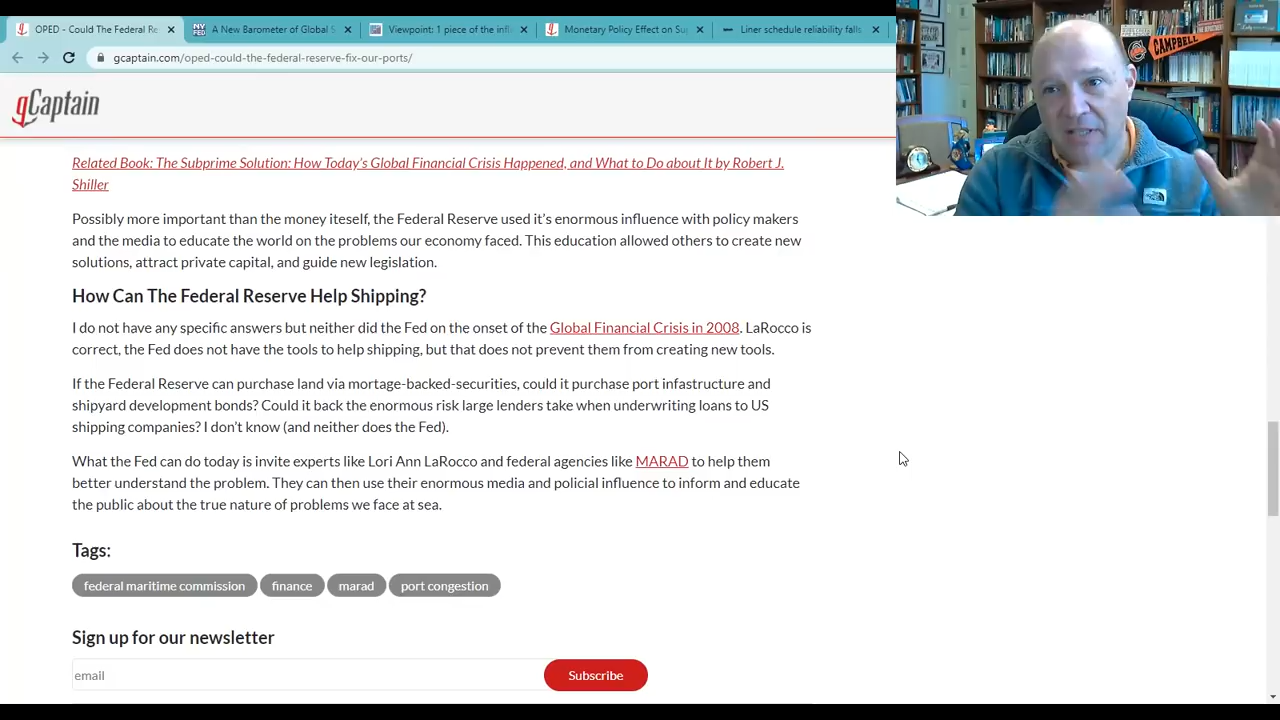 OPED - Could The Federal Re
A New Barometer of Global S
Viewpoint: 1 piece of the infl
Monetary Policy Effect on Su
Liner schedule reliability falls
gcaptain.com/oped-could-the-federal-reserve-fix-our-ports/
CAMPBELL
gCaptain
Related Book: The Subprime Solution: How Today's Global Financial Crisis Happened, and What to Do about It by Robert J.
Shiller
Possibly more important than the money iteself, the Federal Reserve used it's enormous influence with policy makers
and the media to educate the world on the problems our economy faced. This education allowed others to create new
solutions, attract private capital, and guide new legislation.
How Can The Federal Reserve Help Shipping?
I do not have any specific answers but neither did the Fed on the onset of the Global Financial Crisis in 2008. LaRocco is
correct, the Fed does not have the tools to help shipping, but that does not prevent them from creating new tools.
If the Federal Reserve can purchase land via mortage-backed-securities, could it purchase port infastructure and
shipyard development bonds? Could it back the enormous risk large lenders take when underwriting loans to US
shipping companies? I don't know (and neither does the Fed).
What the Fed can do today is invite experts like Lori Ann LaRocco and federal agencies like MARAD to help them
better understand the problem. They can then use their enormous media and policial influence to inform and educate
the public about the true nature of problems we face at sea.
Tags:
federal maritime commission finance marad port congestion
Sign up for our newsletter
email
Subscribe